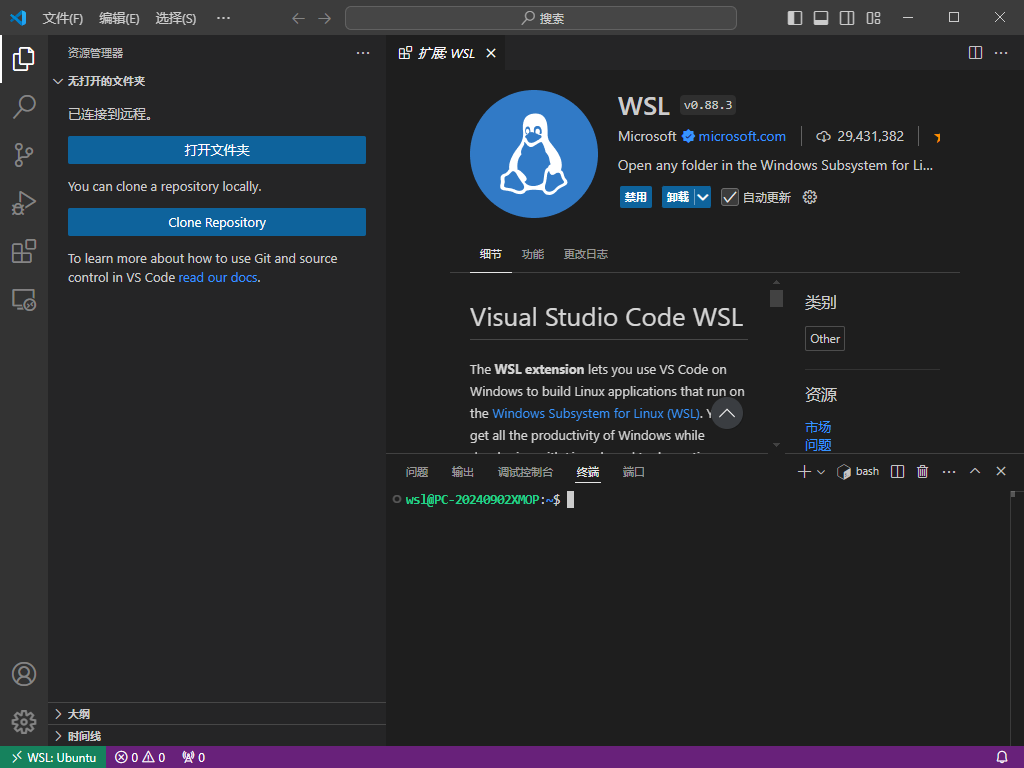 文件(F) 编辑(E) 选择(S) ··· 搜索
资源管理器 ···
无打开的文件夹
已连接到远程。
打开文件夹
You can clone a repository locally.
Clone Repository
To learn more about how to use Git and source
control in VS Code read our docs.
大纲
时间线
扩展: WSL
WSL v0.88.3
Microsoft microsoft.com 29,431,382
Open any folder in the Windows Subsystem for Li...
禁用 卸载 自动更新
细节 功能 更改日志
Visual Studio Code WSL
The WSL extension lets you use VS Code on
Windows to build Linux applications that run on
the Windows Subsystem for Linux (WSL).
get all the productivity of Windows while
类别
Other
资源
市场
问题
问题 输出 调试控制台 终端 端口 bash
wsl@PC-20240902XMOP:~$
WSL: Ubuntu 0 0 0